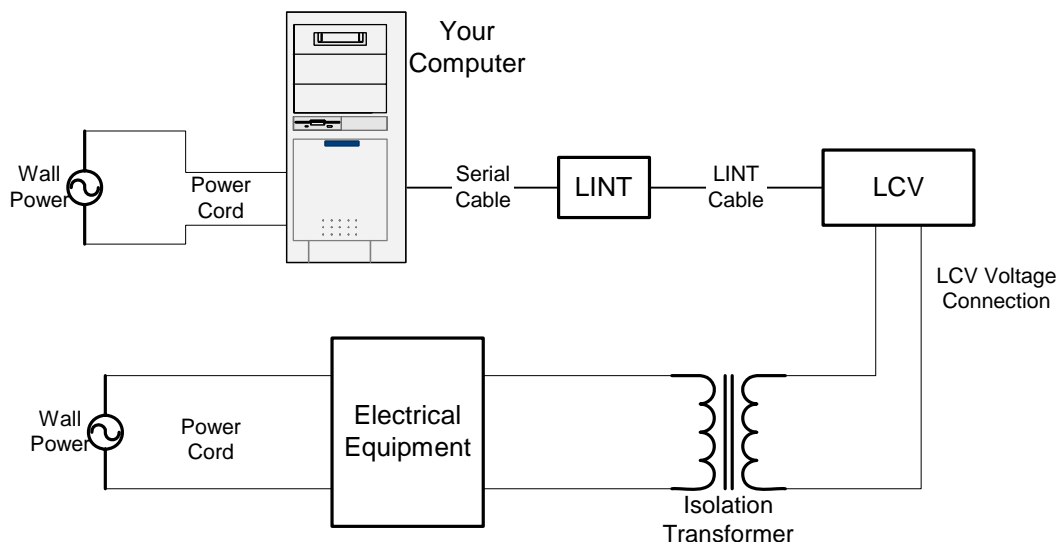 Your
Computer
Wall
Power
Power
Cord
Serial
Cable
LINT
LINT
Cable
LCV
LCV Voltage
Connection
Wall
Power
Power
Cord
Electrical
Equipment
Isolation
Transformer